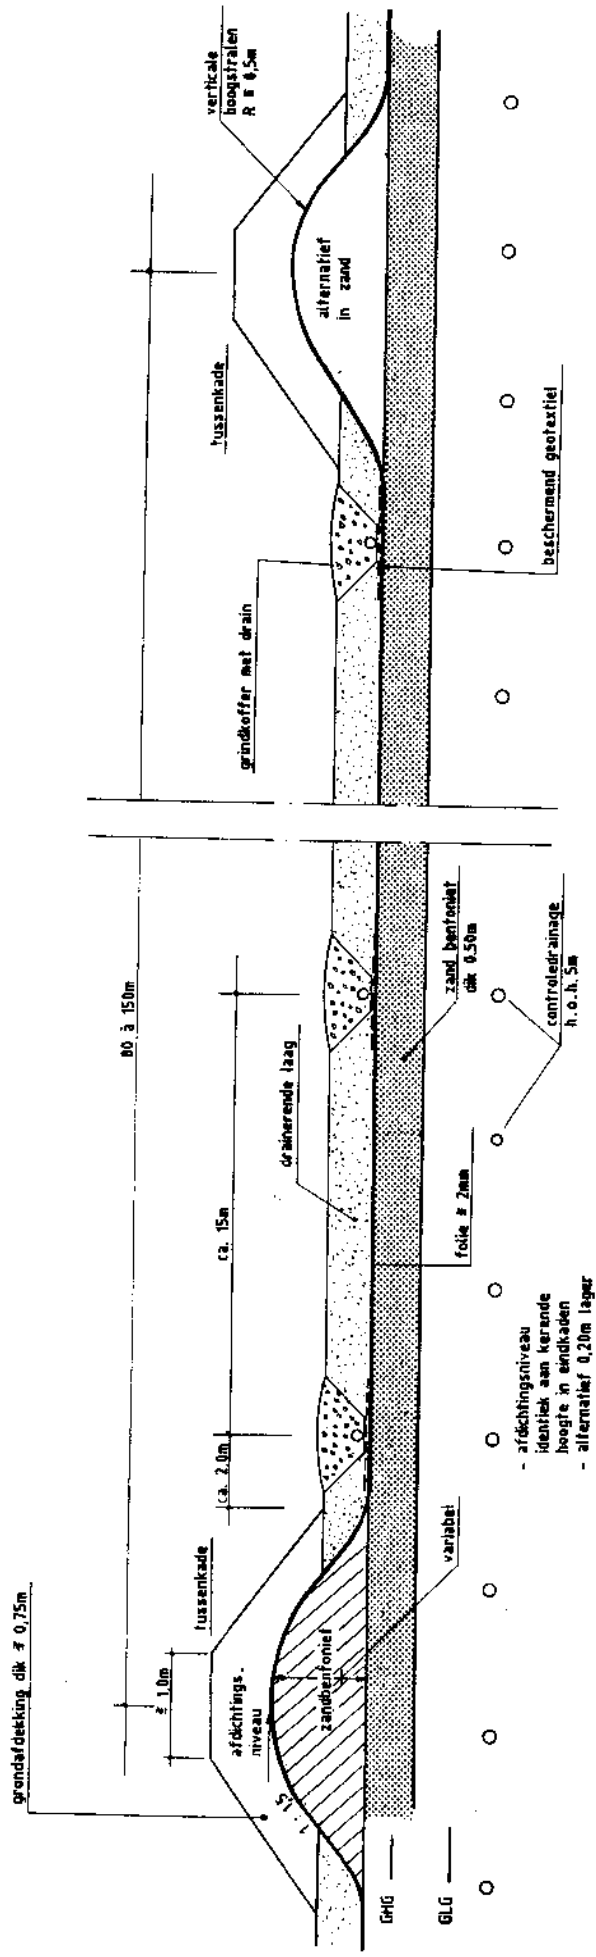 grondafdekking dik ≢ 0,75m
tussenkade
≢ 1.0m
afdichtings-
niveau
1:1,5
zandbentoniet
variabel
GHG
GLG
ca. 2.0m
ca. 15m
80 à 150m
drainerende laag
folie ≢ 2mm
zand bentoniet
dik 0.50m
controledrainage
h.o.h. 5m
- afdichtingsniveau
identiek aan kerende
hoogte in eindkaden
- alternatief 0,20m lager
grindkoffer met drain
beschermend geotextiel
tussenkade
alternatief
in zand
verticale
boogstralen
R ≡ 0,5m